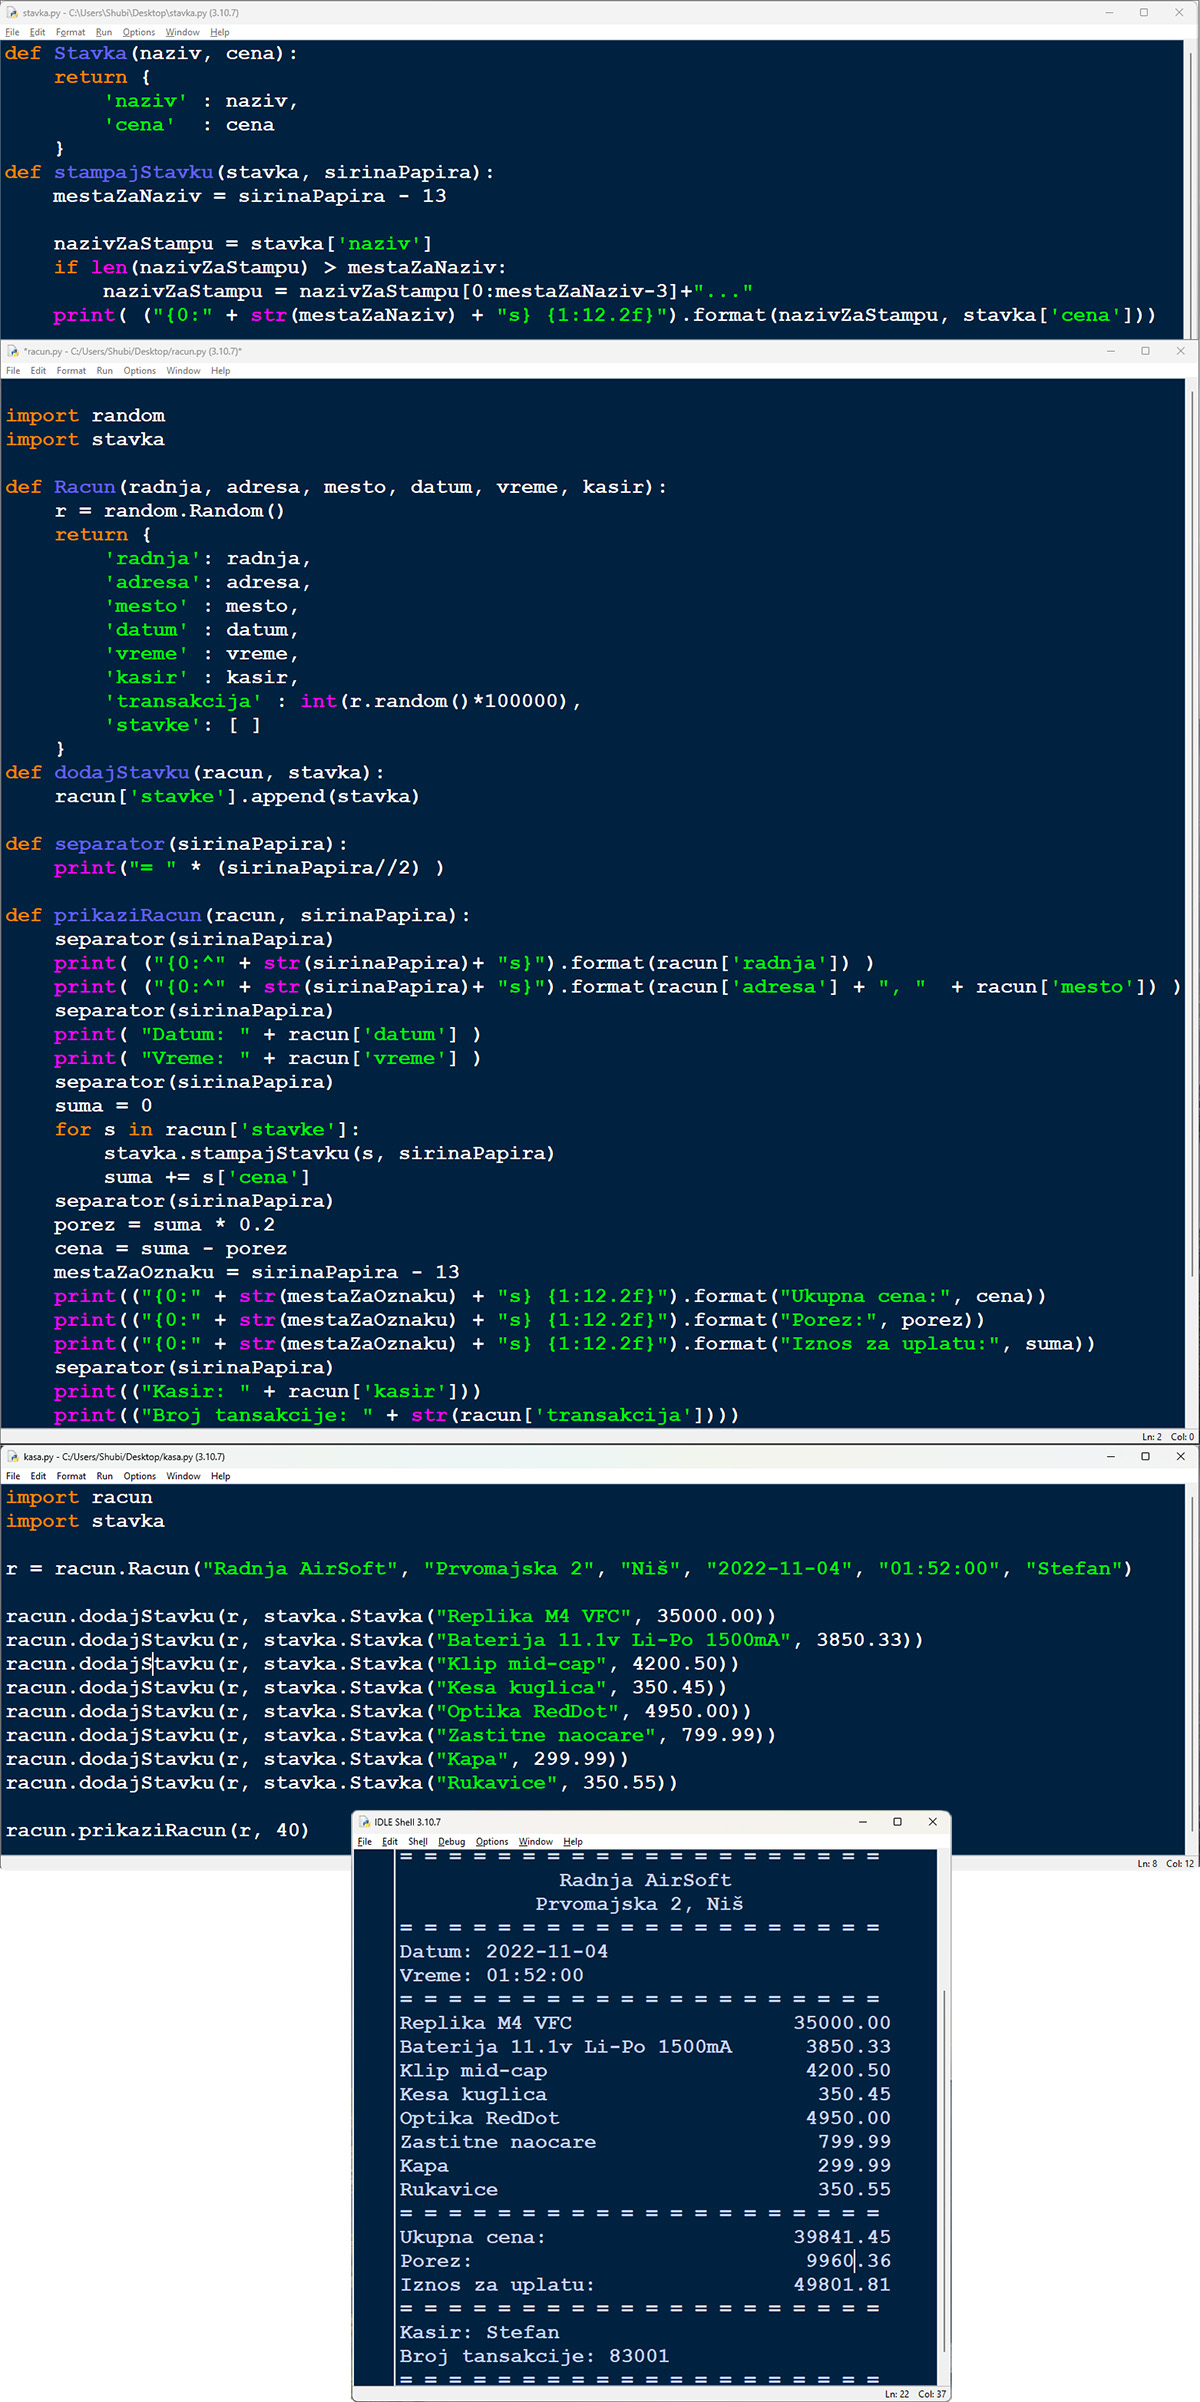 stavka.py - C:\Users\Shubi\Desktop\stavka.py (3.10.7)
File Edit Format Run Options Window Help
def Stavka(naziv, cena):
    return {
        'naziv' : naziv,
        'cena'  : cena
    }
def stampajStavku(stavka, sirinaPapira):
    mestaZaNaziv = sirinaPapira - 13
    nazivZaStampu = stavka['naziv']
    if len(nazivZaStampu) > mestaZaNaziv:
        nazivZaStampu = nazivZaStampu[0:mestaZaNaziv-3]+"..."
    print( ("{0:" + str(mestaZaNaziv) + "s} {1:12.2f}").format(nazivZaStampu, stavka['cena']))
*racun.py - C:/Users/Shubi/Desktop/racun.py (3.10.7)*
File Edit Format Run Options Window Help
import random
import stavka
def Racun(radnja, adresa, mesto, datum, vreme, kasir):
    r = random.Random()
    return {
        'radnja': radnja,
        'adresa': adresa,
        'mesto' : mesto,
        'datum' : datum,
        'vreme' : vreme,
        'kasir' : kasir,
        'transakcija' : int(r.random()*100000),
        'stavke': [ ]
    }
def dodajStavku(racun, stavka):
    racun['stavke'].append(stavka)
def separator(sirinaPapira):
    print("= " * (sirinaPapira//2) )
def prikaziRacun(racun, sirinaPapira):
    separator(sirinaPapira)
    print( ("{0:^" + str(sirinaPapira)+ "s}").format(racun['radnja']) )
    print( ("{0:^" + str(sirinaPapira)+ "s}").format(racun['adresa'] + ", "  + racun['mesto']) )
    separator(sirinaPapira)
    print( "Datum: " + racun['datum'] )
    print( "Vreme: " + racun['vreme'] )
    separator(sirinaPapira)
    suma = 0
    for s in racun['stavke']:
        stavka.stampajStavku(s, sirinaPapira)
        suma += s['cena']
    separator(sirinaPapira)
    porez = suma * 0.2
    cena = suma - porez
    mestaZaOznaku = sirinaPapira - 13
    print(("{0:" + str(mestaZaOznaku) + "s} {1:12.2f}").format("Ukupna cena:", cena))
    print(("{0:" + str(mestaZaOznaku) + "s} {1:12.2f}").format("Porez:", porez))
    print(("{0:" + str(mestaZaOznaku) + "s} {1:12.2f}").format("Iznos za uplatu:", suma))
    separator(sirinaPapira)
    print(("Kasir: " + racun['kasir']))
    print(("Broj tansakcije: " + str(racun['transakcija'])))
Ln: 2 Col: 0
kasa.py - C:/Users/Shubi/Desktop/kasa.py (3.10.7)
File Edit Format Run Options Window Help
import racun
import stavka
r = racun.Racun("Radnja AirSoft", "Prvomajska 2", "Niš", "2022-11-04", "01:52:00", "Stefan")
racun.dodajStavku(r, stavka.Stavka("Replika M4 VFC", 35000.00))
racun.dodajStavku(r, stavka.Stavka("Baterija 11.1v Li-Po 1500mA", 3850.33))
racun.dodajStavku(r, stavka.Stavka("Klip mid-cap", 4200.50))
racun.dodajStavku(r, stavka.Stavka("Kesa kuglica", 350.45))
racun.dodajStavku(r, stavka.Stavka("Optika RedDot", 4950.00))
racun.dodajStavku(r, stavka.Stavka("Zastitne naocare", 799.99))
racun.dodajStavku(r, stavka.Stavka("Kapa", 299.99))
racun.dodajStavku(r, stavka.Stavka("Rukavice", 350.55))
racun.prikaziRacun(r, 40)
Ln: 8 Col: 12
IDLE Shell 3.10.7
File Edit Shell Debug Options Window Help
= = = = = = = = = = = = = = = = = = = =
Radnja AirSoft
Prvomajska 2, Niš
= = = = = = = = = = = = = = = = = = = =
Datum: 2022-11-04
Vreme: 01:52:00
= = = = = = = = = = = = = = = = = = = =
Replika M4 VFC 35000.00
Baterija 11.1v Li-Po 1500mA 3850.33
Klip mid-cap 4200.50
Kesa kuglica 350.45
Optika RedDot 4950.00
Zastitne naocare 799.99
Kapa 299.99
Rukavice 350.55
= = = = = = = = = = = = = = = = = = = =
Ukupna cena: 39841.45
Porez: 9960.36
Iznos za uplatu: 49801.81
= = = = = = = = = = = = = = = = = = = =
Kasir: Stefan
Broj tansakcije: 83001
= = = = = = = = = = = = = = = = = = = =
Ln: 22 Col: 37